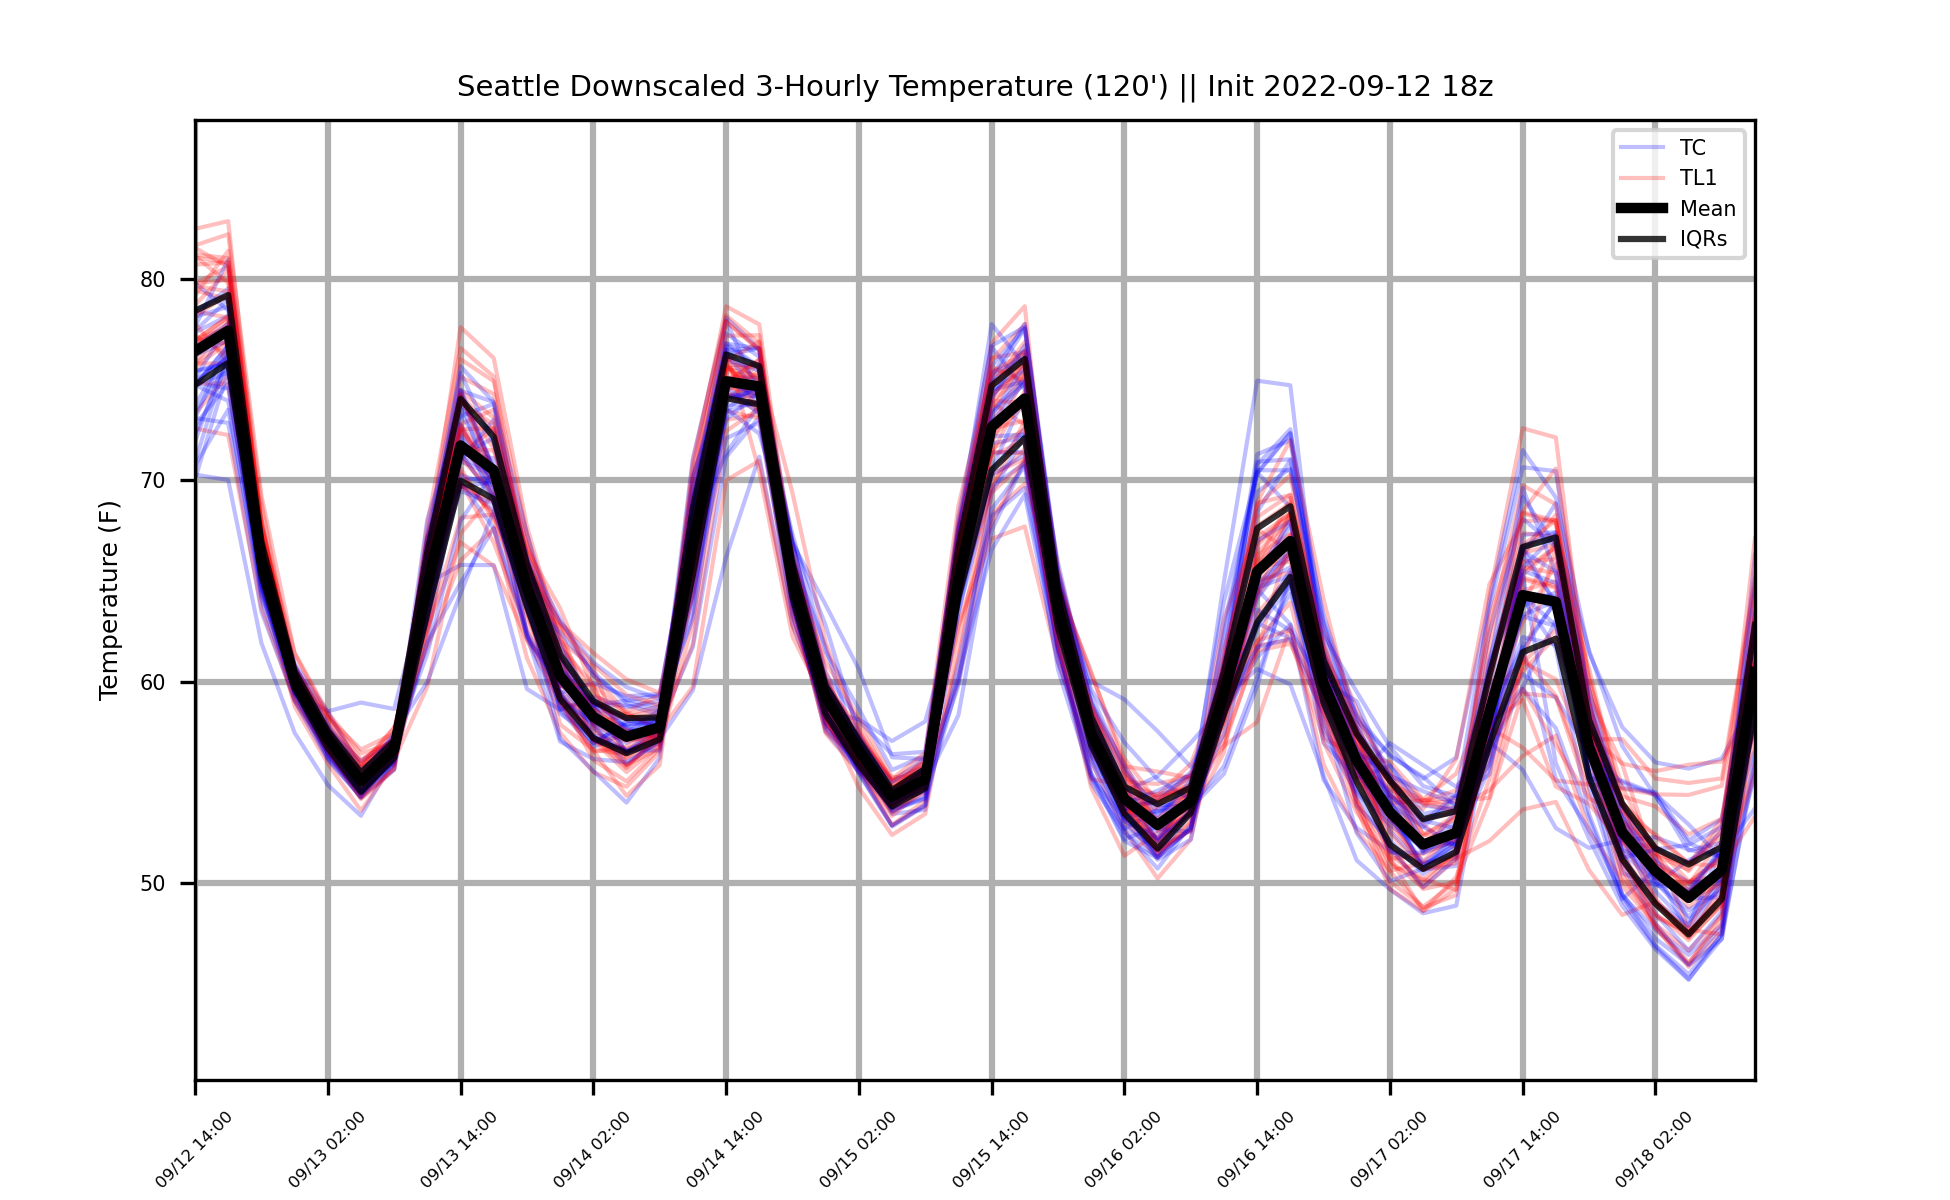 Seattle Downscaled 3-Hourly Temperature (120') || Init 2022-09-12 18z
TC
TL1
Mean
IQRs
Temperature (F)
80
70
60
50
09/12 14:00
09/13 02:00
09/13 14:00
09/14 02:00
09/14 14:00
09/15 02:00
09/15 14:00
09/16 02:00
09/16 14:00
09/17 02:00
09/17 14:00
09/18 02:00